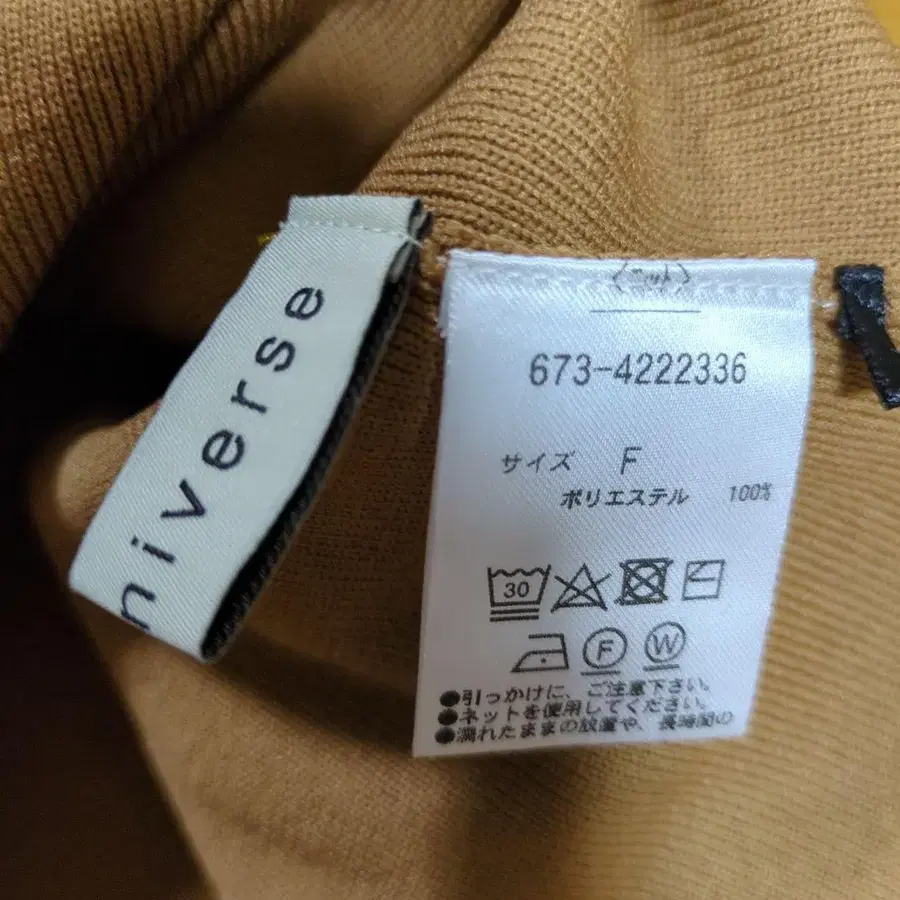 niverse
673-4222336
サイズ F
ポリエステル 100%
30
F W
●引っかけに、ご注意下さい。
●ネットを使用してください。
●濡れたままの放置や、長時間の